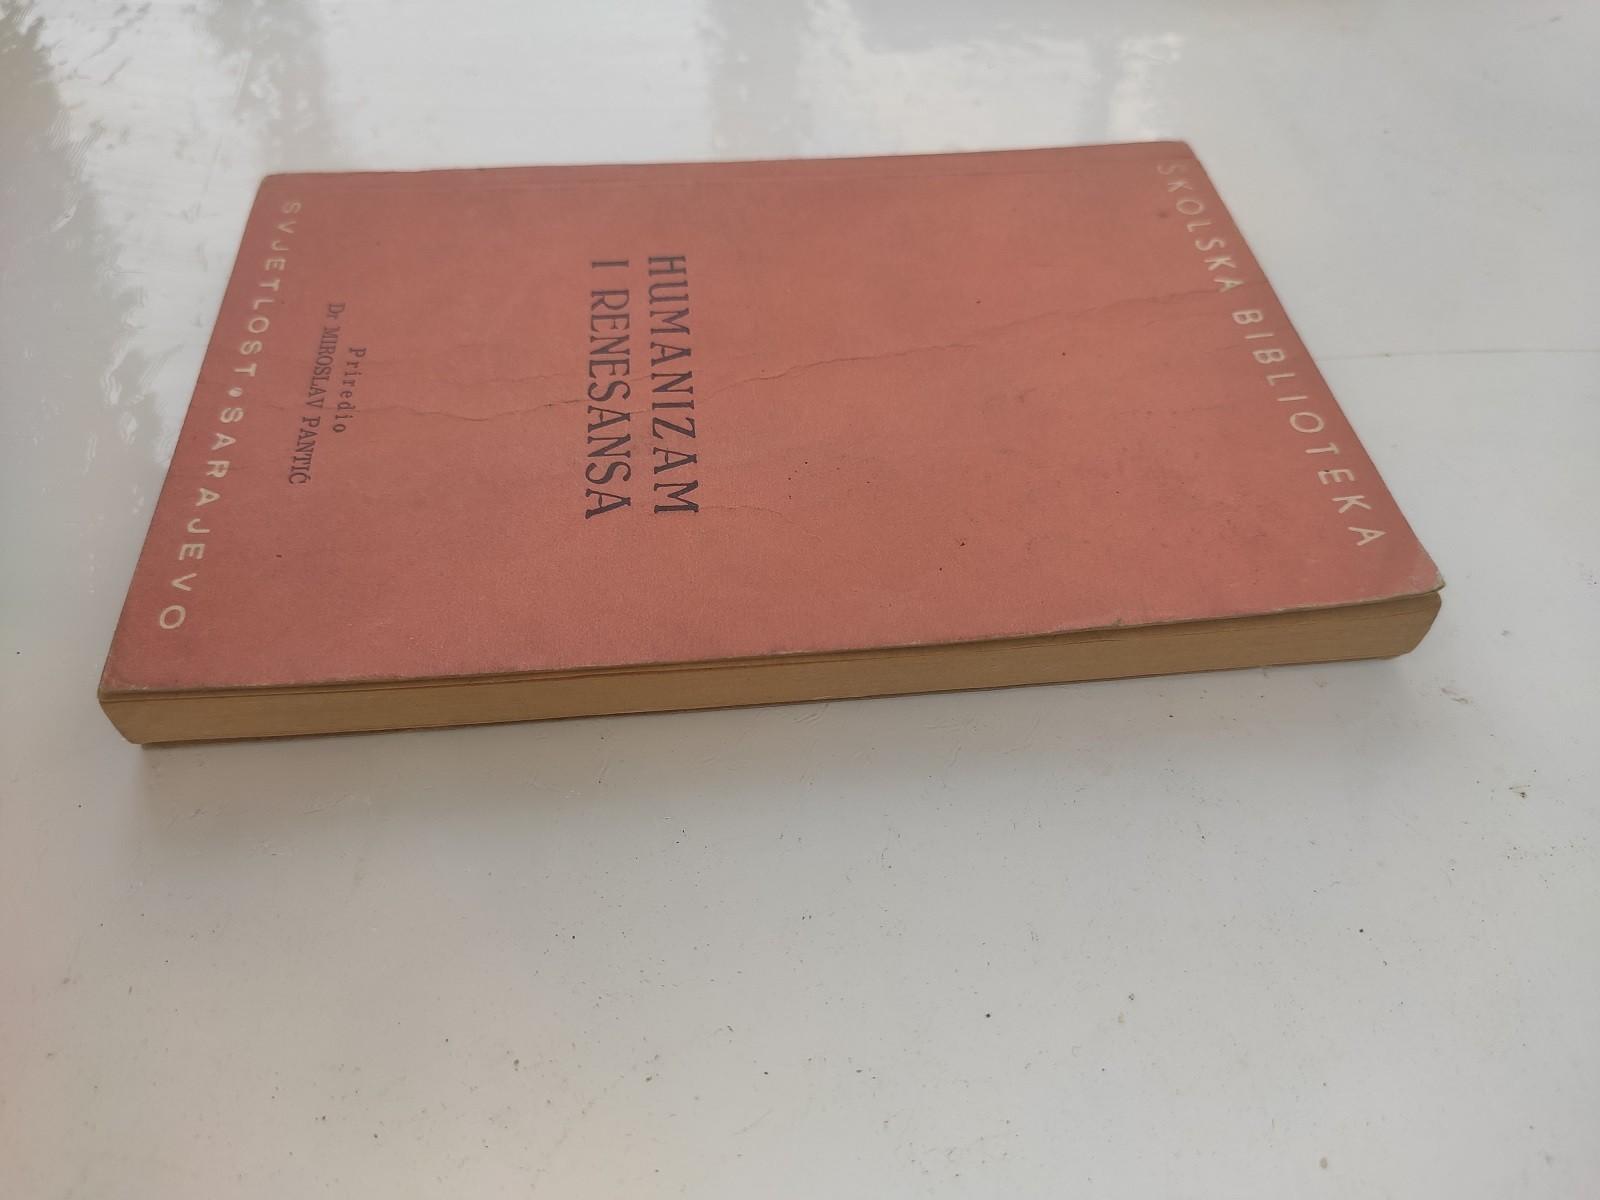 ŠKOLSKA BIBLIOTEKA
HUMANIZAM
I RENESANSA
Priredio
Dr MIROSLAV PANTIĆ
SVJETLOST • SARAJEVO